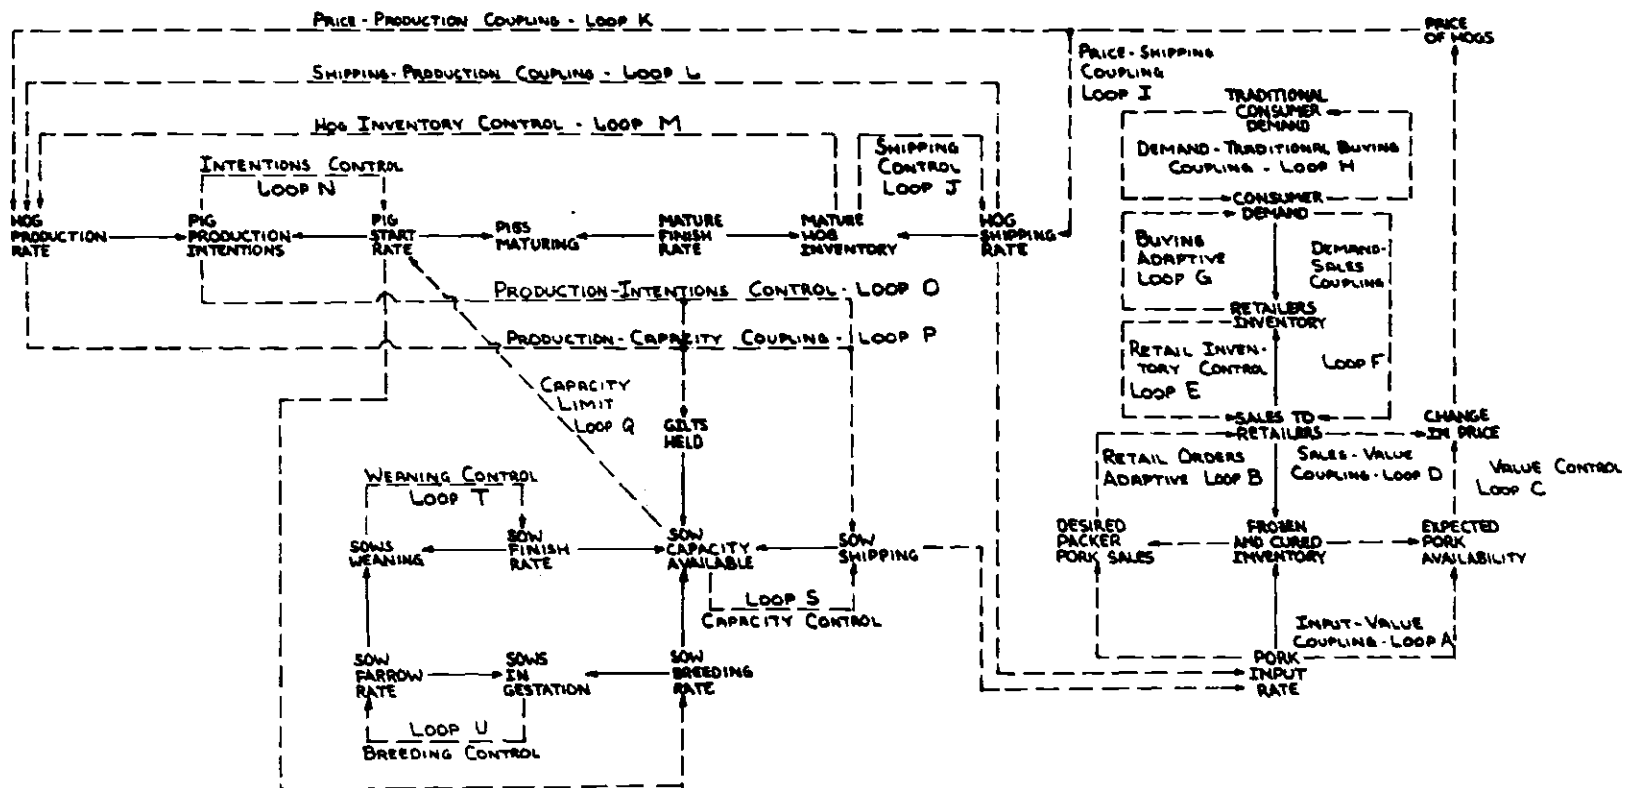 PRICE-PRODUCTION COUPLING - LOOP K
PRICE
OF HOGS
PRICE-SHIPPING
COUPLING
LOOP I
SHIPPING-PRODUCTION COUPLING - LOOP L
HOG INVENTORY CONTROL - LOOP M
TRADITIONAL
CONSUMER
DEMAND
DEMAND-TRADITIONAL BUYING
COUPLING - LOOP H
SHIPPING
CONTROL
LOOP J
INTENTIONS CONTROL
LOOP N
CONSUMER
DEMAND
HOG
PRODUCTION
RATE
PIG
PRODUCTION
INTENTIONS
PIG
START
RATE
PIGS
MATURING
MATURE
FINISH
RATE
MATURE
HOG
INVENTORY
HOG
SHIPPING
RATE
BUYING
ADAPTIVE
LOOP G
DEMAND-
SALES
COUPLING
LOOP F
PRODUCTION-INTENTIONS CONTROL - LOOP O
RETAILERS
INVENTORY
PRODUCTION-CAPACITY COUPLING - LOOP P
RETAIL INVEN-
TORY CONTROL
LOOP E
CAPACITY
LIMIT
LOOP Q
GILTS
HELD
SALES TO
RETAILERS
CHANGE
IN PRICE
RETAIL ORDERS
ADAPTIVE LOOP B
SALES-VALUE
COUPLING-LOOP D
VALUE CONTROL
LOOP C
WEANING CONTROL
LOOP T
SOWS
WEANING
SOW
FINISH
RATE
SOW
CAPACITY
AVAILABLE
SOW
SHIPPING
DESIRED
PACKER
PORK SALES
FROZEN
AND CURED
INVENTORY
EXPECTED
PORK
AVAILABILITY
LOOP S
CAPACITY CONTROL
INPUT-VALUE
COUPLING-LOOP A
SOW
FARROW
RATE
SOWS
IN
GESTATION
SOW
BREEDING
RATE
PORK
INPUT
RATE
LOOP U
BREEDING CONTROL